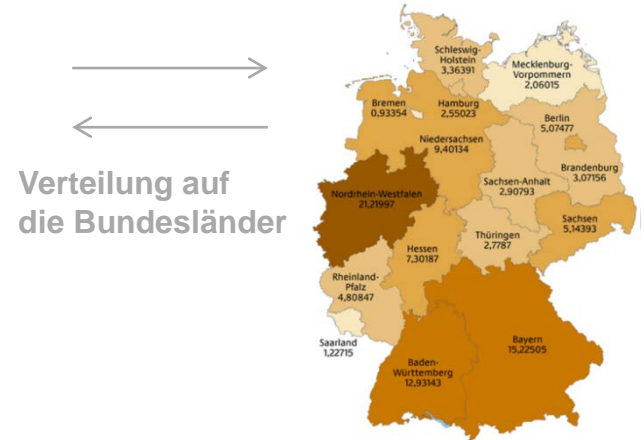 Verteilung auf
die Bundesländer
Schleswig-
Holstein
3,36391
Mecklenburg-
Vorpommern
2,06015
Bremen
0,93354
Hamburg
2,55023
Berlin
5,07477
Niedersachsen
9,40134
Brandenburg
3,07156
Nordrhein-Westfalen
21,21997
Sachsen-Anhalt
2,90793
Sachsen
5,14393
Thüringen
2,7787
Hessen
7,30187
Rheinland-
Pfalz
4,80847
Saarland
1,22715
Bayern
15,22505
Baden-
Württemberg
12,93143